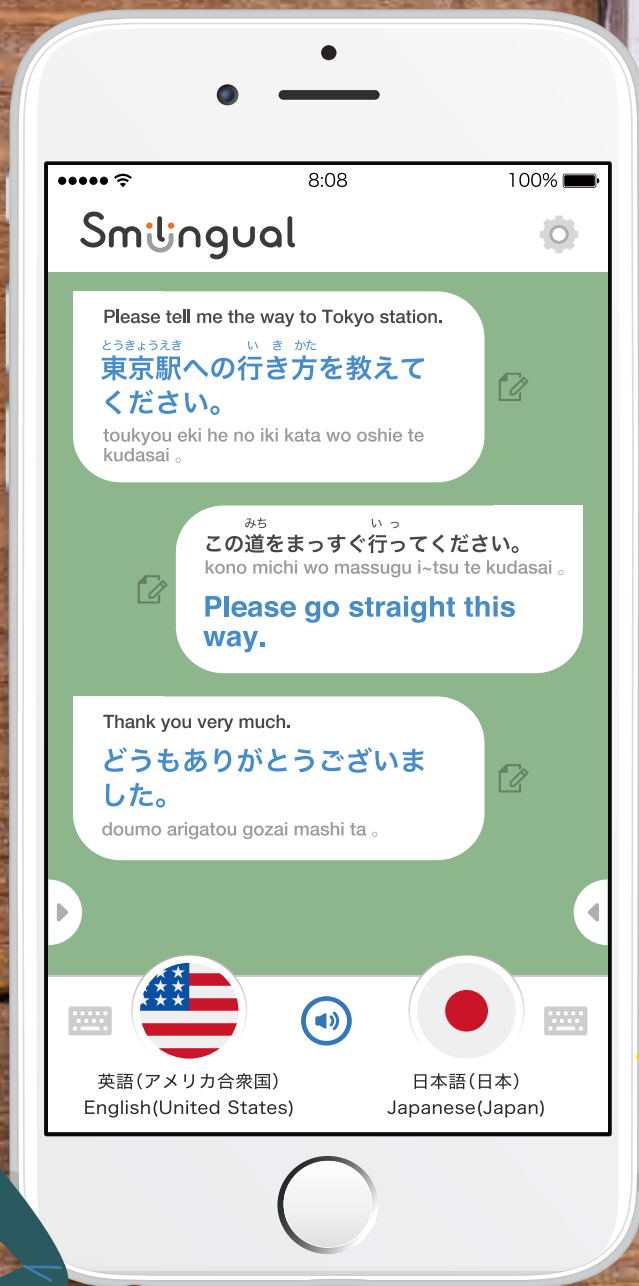 8:08
100%
Smilingual
Please tell me the way to Tokyo station.
とうきょうえき い き かた
東京駅への行き方を教えて
ください。
toukyou eki he no iki kata wo oshie te
kudasai 。
みち い っ
この道をまっすぐ行ってください。
kono michi wo massugu i~tsu te kudasai 。
Please go straight this
way.
Thank you very much.
どうもありがとうございま
した。
doumo arigatou gozai mashi ta 。
英語(アメリカ合衆国)
日本語(日本)
English(United States)
Japanese(Japan)